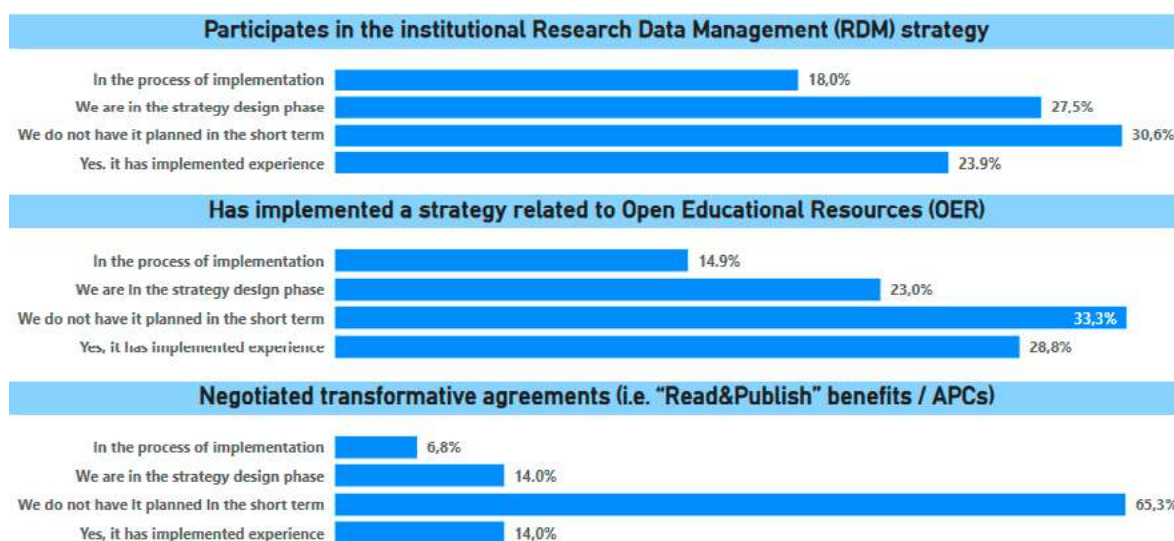 Participates in the institutional Research Data Management (RDM) strategy
In the process of implementation 18,0%
We are in the strategy design phase 27,5%
We do not have it planned in the short term 30,6%
Yes. it has implemented experience 23.9%
Has implemented a strategy related to Open Educational Resources (OER)
In the process of implementation 14.9%
We are in the strategy design phase 23,0%
We do not have it planned in the short term 33,3%
Yes, it has implemented experience 28,8%
Negotiated transformative agreements (i.e. “Read&Publish” benefits / APCs)
In the process of implementation 6,8%
We are in the strategy design phase 14.0%
We do not have it planned in the short term 65,3%
Yes, it has implemented experience 14,0%